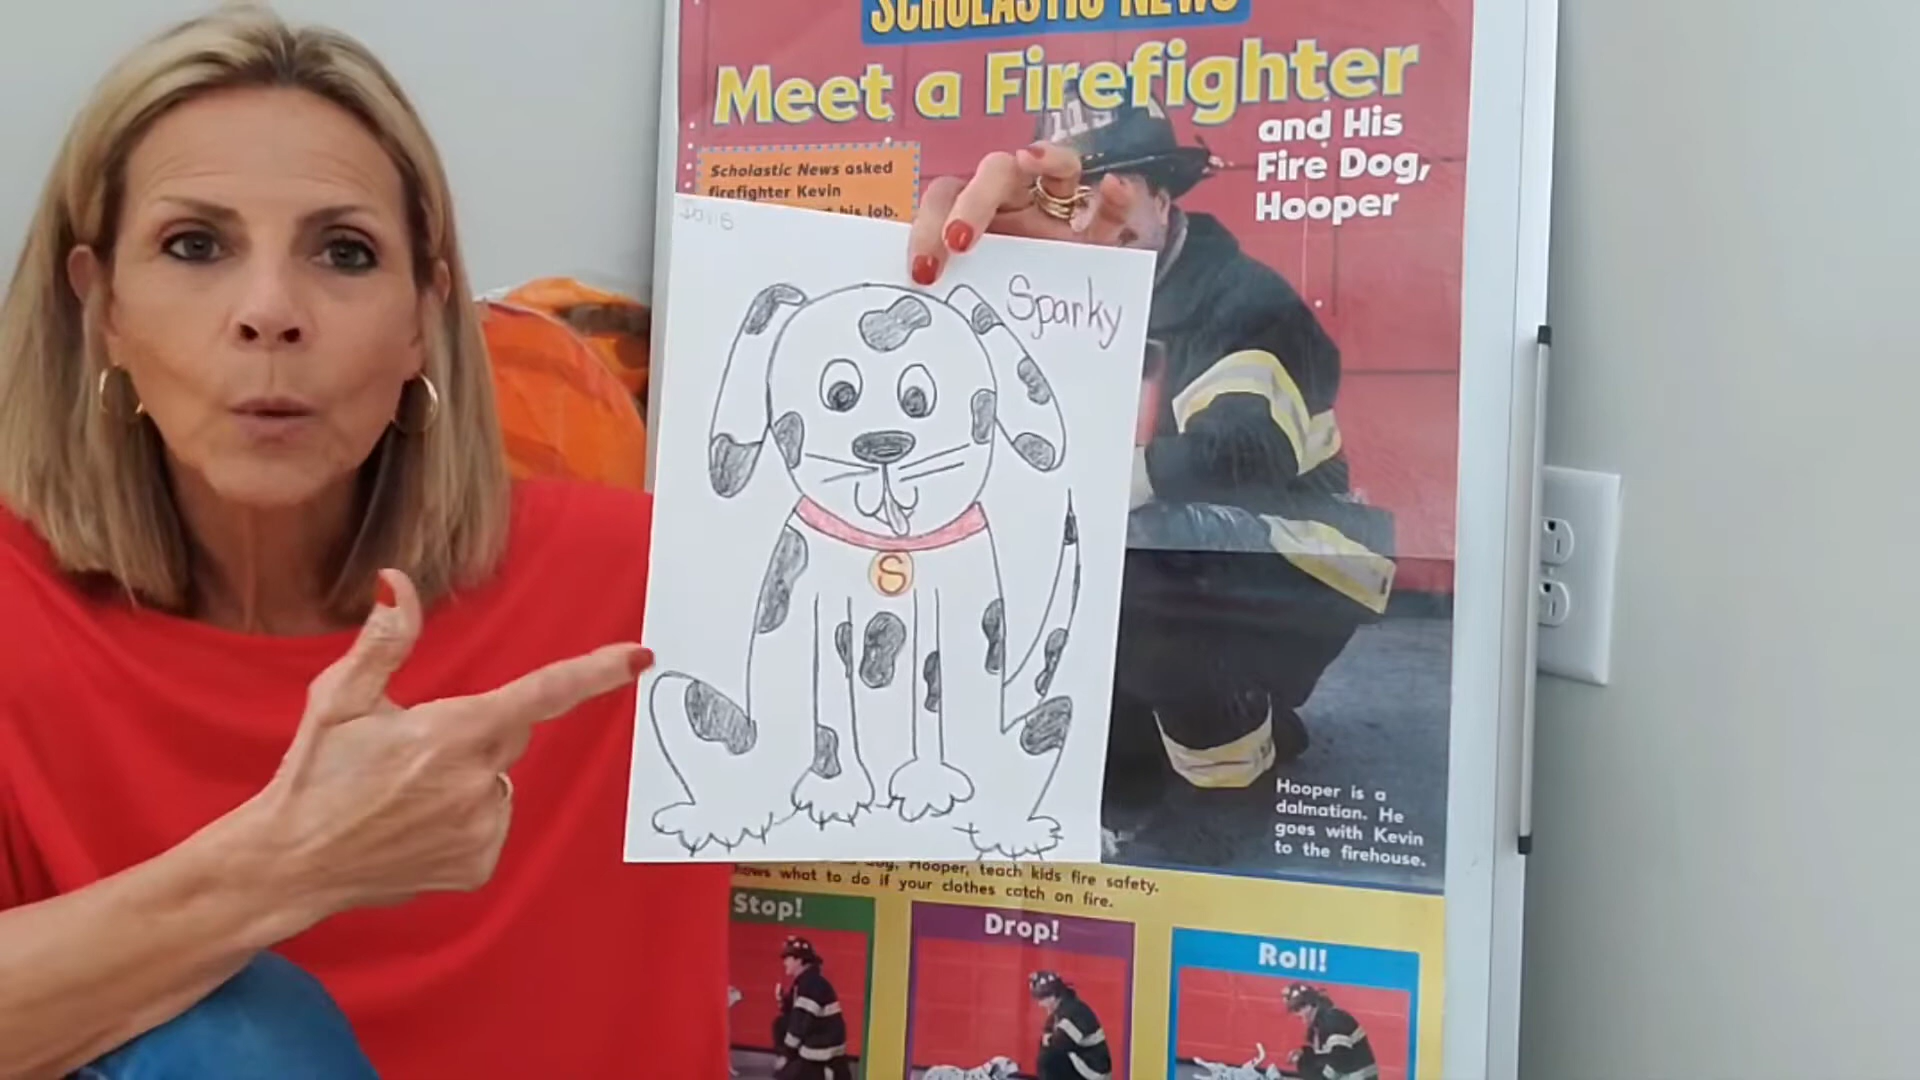 SCHOLASTIC NEWS
Meet a Firefighter
and His
Fire Dog,
Hooper
Scholastic News asked
firefighter Kevin
his job.
Sparky
S
Hooper is a
dalmatian. He
goes with Kevin
to the firehouse.
dog, Hooper, teach kids fire safety.
what to do if your clothes catch on fire.
Stop!
Drop!
Roll!